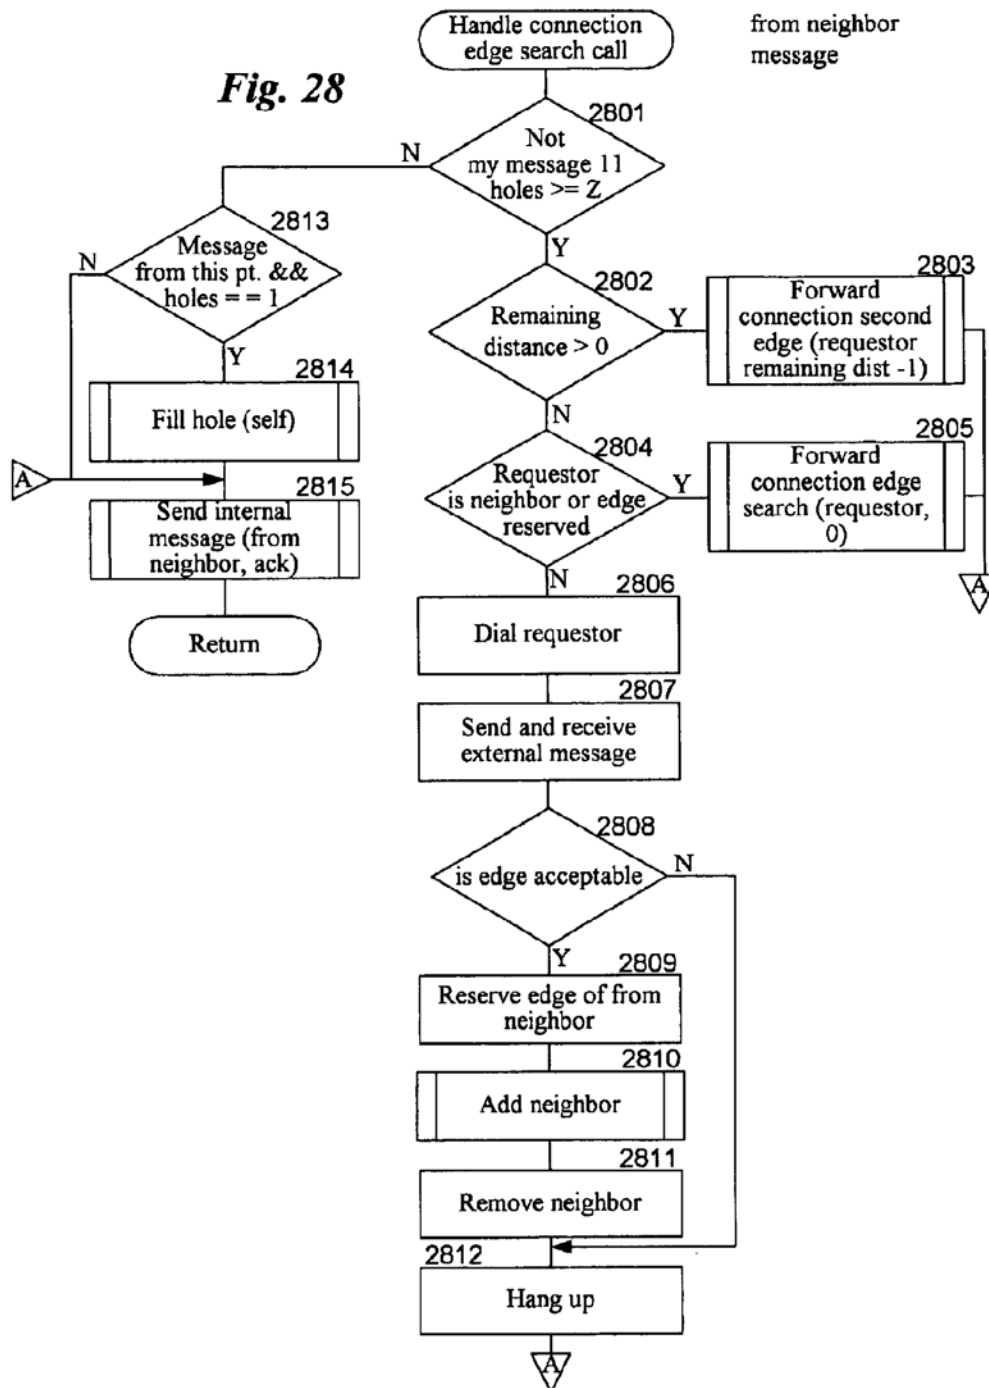 Handle connection
edge search call
from neighbor
message
Fig. 28
2801
Not
my message 11
holes >= Z
N
Y
2813
Message
from this pt. &&
holes = = 1
N
Y
2802
Remaining
distance > 0
Y
N
2803
Forward
connection second
edge (requestor
remaining dist -1)
2814
Fill hole (self)
2804
Requestor
is neighbor or edge
reserved
Y
N
2805
Forward
connection edge
search (requestor,
0)
A
2815
Send internal
message (from
neighbor, ack)
Return
A
2806
Dial requestor
2807
Send and receive
external message
2808
is edge acceptable
N
Y
2809
Reserve edge of from
neighbor
2810
Add neighbor
2811
Remove neighbor
2812
Hang up
A